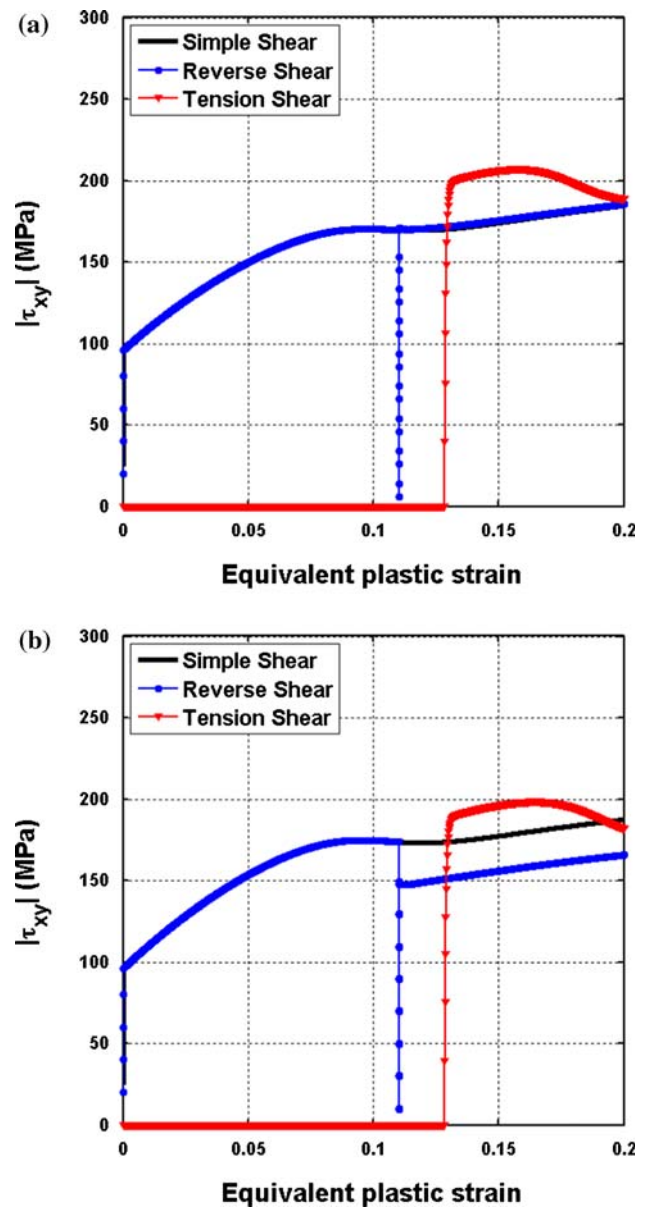 (a)
300
Simple Shear
Reverse Shear
Tension Shear
250
200
150
100
50
0
|τxy| (MPa)
0 0.05 0.1 0.15 0.2
Equivalent plastic strain
(b)
300
Simple Shear
Reverse Shear
Tension Shear
250
200
150
100
50
0
|τxy| (MPa)
0 0.05 0.1 0.15 0.2
Equivalent plastic strain